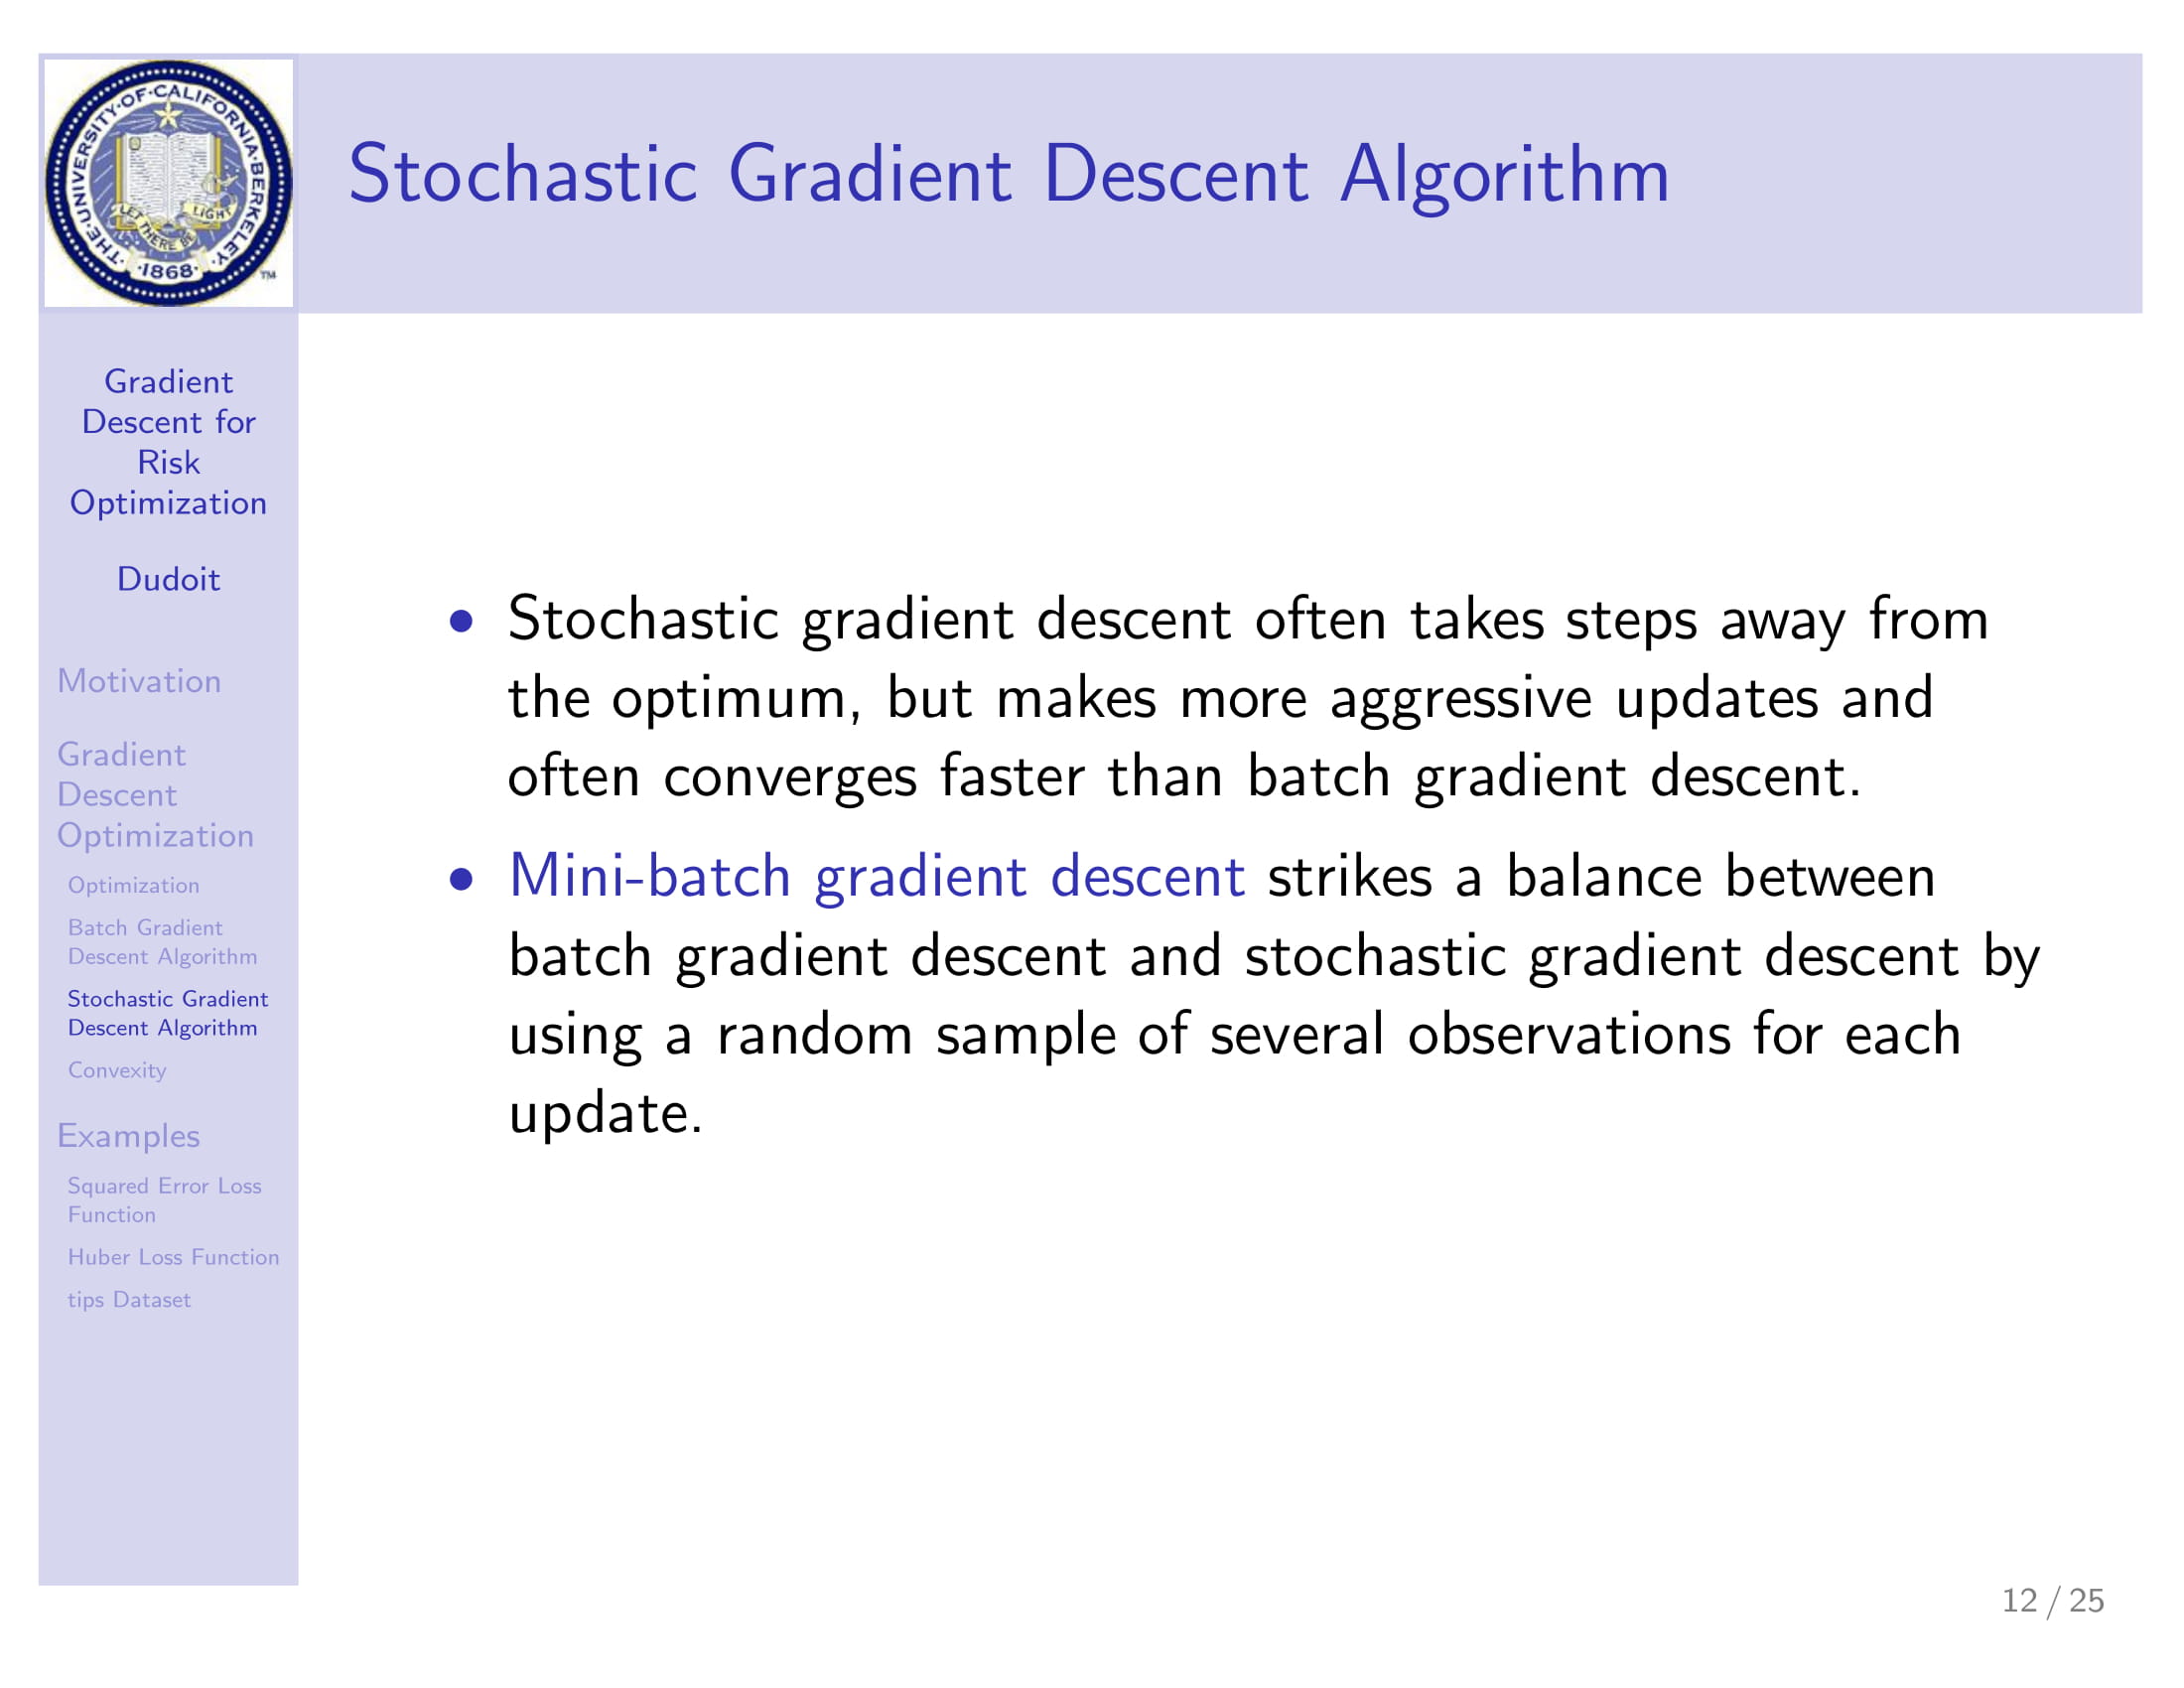 THE·UNIVERSITY·OF·CALIFORNIA·BERKELEY·
LET THERE BE LIGHT
·1868·
TM
Stochastic Gradient Descent Algorithm
Gradient
Descent for
Risk
Optimization
Dudoit
Motivation
Gradient
Descent
Optimization
Optimization
Batch Gradient
Descent Algorithm
Stochastic Gradient
Descent Algorithm
Convexity
Examples
Squared Error Loss
Function
Huber Loss Function
tips Dataset
• Stochastic gradient descent often takes steps away from
the optimum, but makes more aggressive updates and
often converges faster than batch gradient descent.
• Mini-batch gradient descent strikes a balance between
batch gradient descent and stochastic gradient descent by
using a random sample of several observations for each
update.
12 / 25